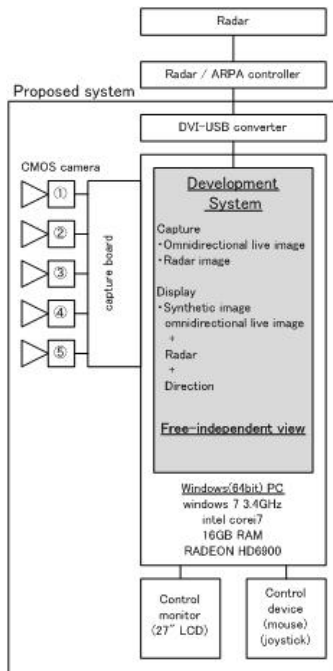 Radar
Radar / ARPA controller
Proposed system
DVI-USB converter
CMOS camera
①
②
③
④
⑤
capture board
Development
System
Capture
・Omnidirectional live image
・Radar image
Display
・Synthetic image
omnidirectional live image
+
Radar
+
Direction
Free-independent view
Windows(64bit) PC
windows 7 3.4GHz
intel corei7
16GB RAM
RADEON HD6900
Control
monitor
(27" LCD)
Control
device
(mouse)
(joystick)